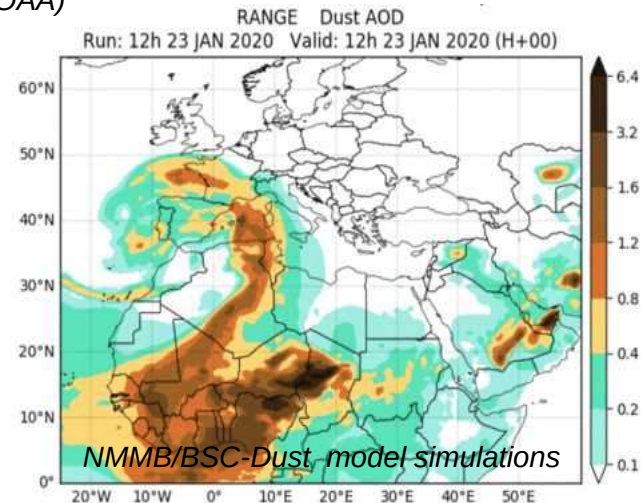 OAA)
RANGE Dust AOD
Run: 12h 23 JAN 2020 Valid: 12h 23 JAN 2020 (H+00)
60°N
50°N
40°N
30°N
20°N
10°N
0°
20°W 10°W 0° 10°E 20°E 30°E 40°E 50°E
6.4
3.2
1.6
1.2
0.8
0.4
0.2
0.1
NMMB/BSC-Dust model simulations